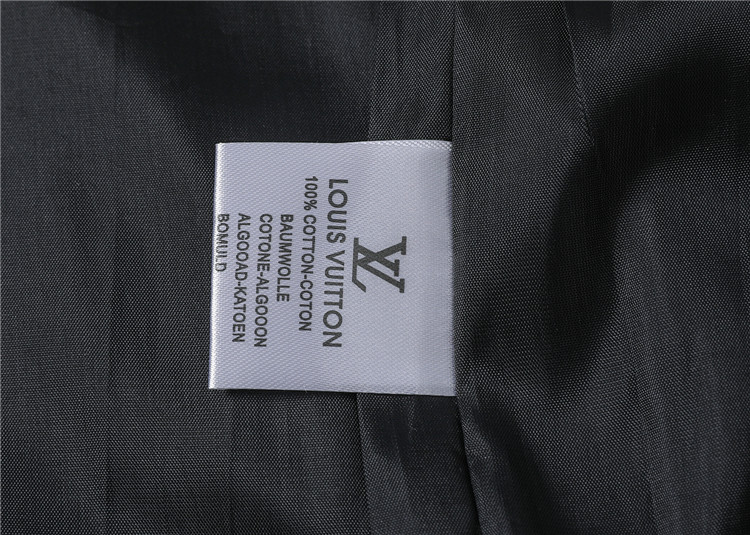 LV
LOUIS VUITTON
100% COTTON-COTON
BAUMWOLLE
COTONE-ALGOOON
ALGOOAD-KATOEN
BOMULD